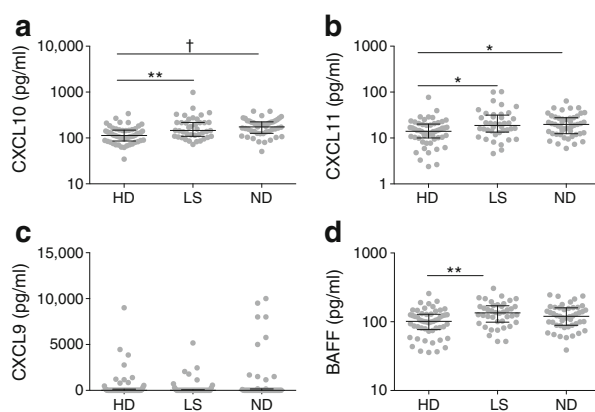 a
CXCL10 (pg/ml)
10,000
1000
100
10
†
**
HD LS ND
b
CXCL11 (pg/ml)
1000
100
10
1
*
*
HD LS ND
c
CXCL9 (pg/ml)
15,000
10,000
5000
0
HD LS ND
d
BAFF (pg/ml)
1000
100
10
**
HD LS ND